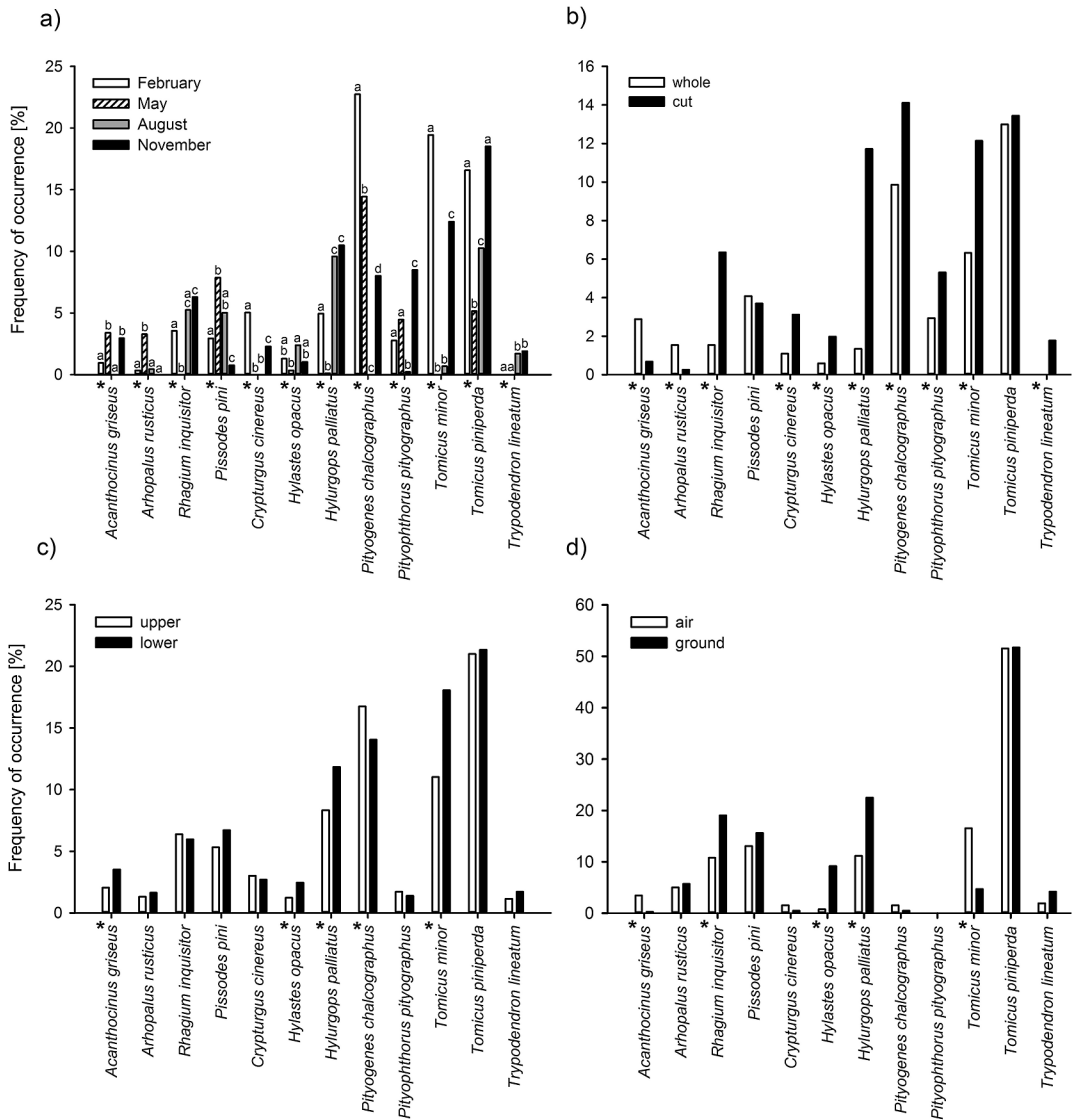 a)
25
20
15
10
5
0
Frequency of occurrence [%]
February
May
August
November
a b a b
a b a a
a b a c c
a b a b c
a b b c
a b b a a b
a b c c
a b c d
a b b c
a b b c
a b c a
a a b b
* * * * * * * * * * * *
Acanthocinus griseus
Arhopalus rusticus
Rhagium inquisitor
Pissodes pini
Crypturgus cinereus
Hylastes opacus
Hylurgops palliatus
Pityogenes chalcographus
Pityophthorus pityographus
Tomicus minor
Tomicus piniperda
Trypodendron lineatum
b)
16
14
12
10
8
6
4
2
0
whole
cut
* * * * * * * * * *
Acanthocinus griseus
Arhopalus rusticus
Rhagium inquisitor
Pissodes pini
Crypturgus cinereus
Hylastes opacus
Hylurgops palliatus
Pityogenes chalcographus
Pityophthorus pityographus
Tomicus minor
Tomicus piniperda
Trypodendron lineatum
c)
25
20
15
10
5
0
Frequency of occurrence [%]
upper
lower
* * * * *
Acanthocinus griseus
Arhopalus rusticus
Rhagium inquisitor
Pissodes pini
Crypturgus cinereus
Hylastes opacus
Hylurgops palliatus
Pityogenes chalcographus
Pityophthorus pityographus
Tomicus minor
Tomicus piniperda
Trypodendron lineatum
d)
60
50
40
30
20
10
0
air
ground
* * * * *
Acanthocinus griseus
Arhopalus rusticus
Rhagium inquisitor
Pissodes pini
Crypturgus cinereus
Hylastes opacus
Hylurgops palliatus
Pityogenes chalcographus
Pityophthorus pityographus
Tomicus minor
Tomicus piniperda
Trypodendron lineatum